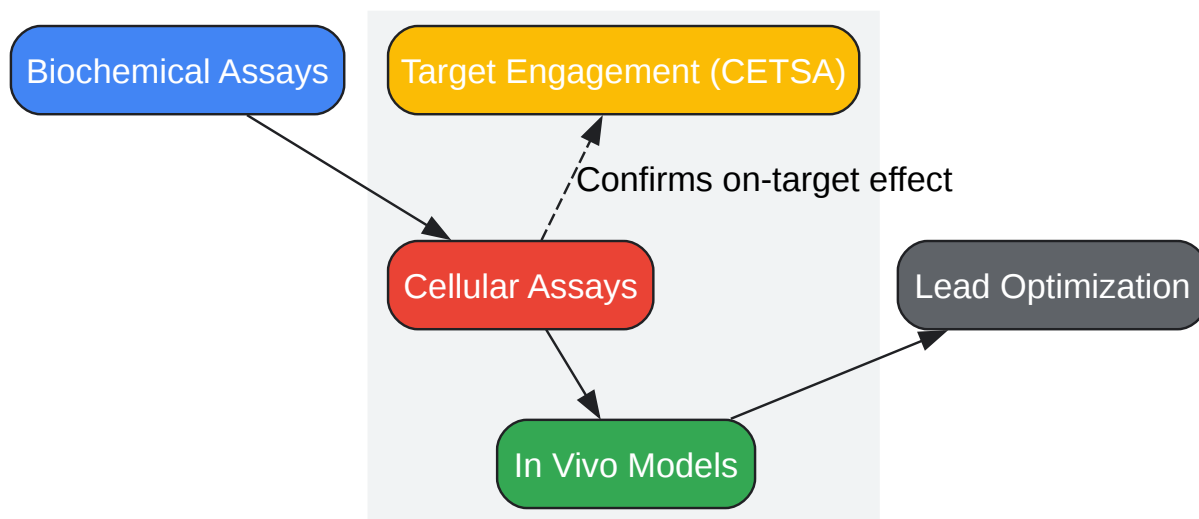 Biochemical Assays
Target Engagement (CETSA)
Confirms on-target effect
Cellular Assays
Lead Optimization
In Vivo Models